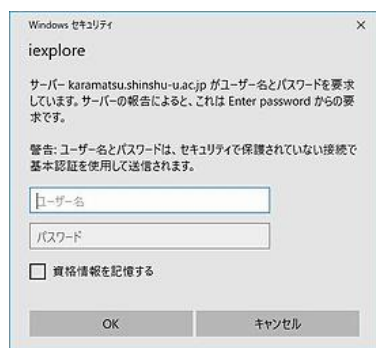 Windows セキュリティ
iexplore
サーバー karamatsu.shinshu-u.ac.jp がユーザー名とパスワードを要求
しています。サーバーの報告によると、これは Enter password からの要
求です。
警告: ユーザー名とパスワードは、セキュリティで保護されていない接続で
基本認証を使用して送信されます。
ユーザー名
パスワード
資格情報を記憶する
OK キャンセル